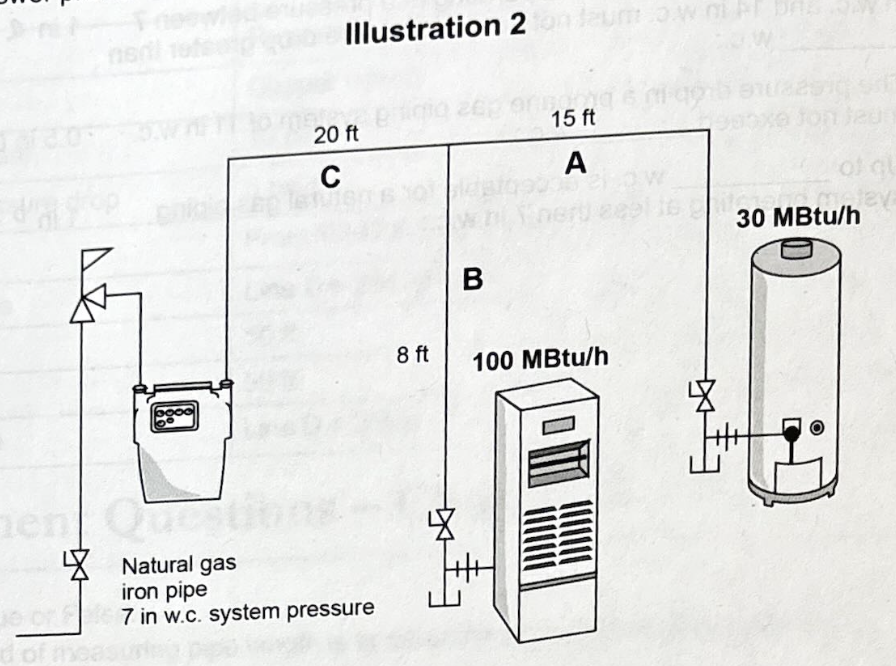 Illustration 2
20 ft
15 ft
C
A
30 MBtu/h
B
8 ft
100 MBtu/h
Natural gas
iron pipe
7 in w.c. system pressure